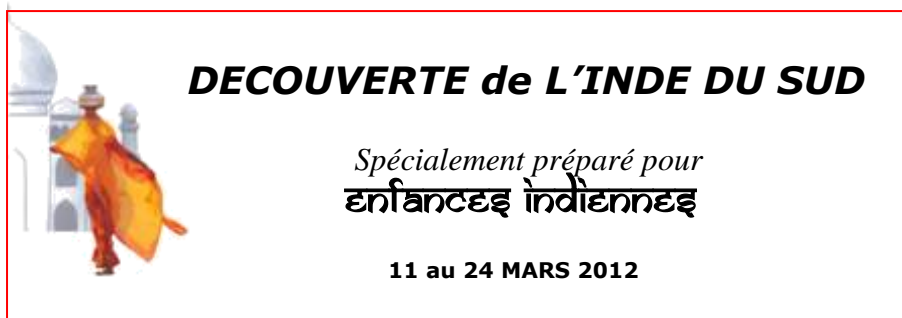 DECOUVERTE de L’INDE DU SUD
Spécialement préparé pour
enfances indiennes
11 au 24 MARS 2012